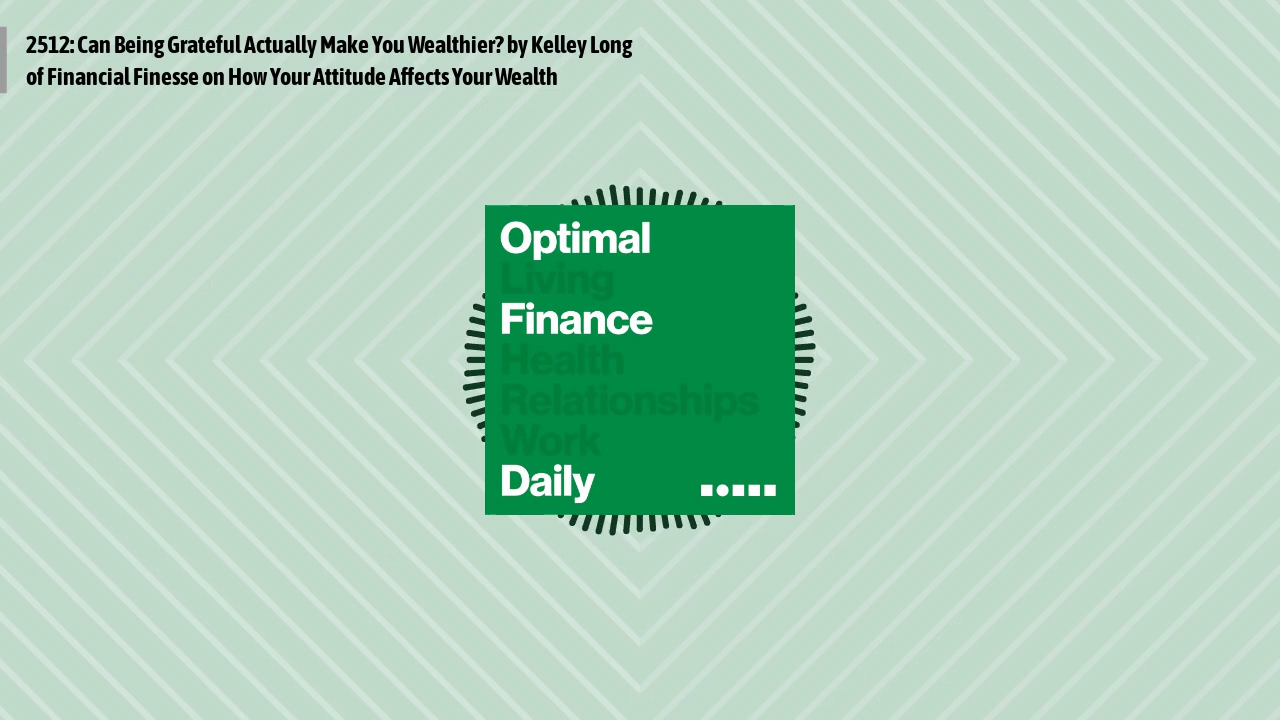 2512: Can Being Grateful Actually Make You Wealthier? by Kelley Long
of Financial Finesse on How Your Attitude Affects Your Wealth
Optimal
Living
Finance
Health
Relationships
Work
Daily